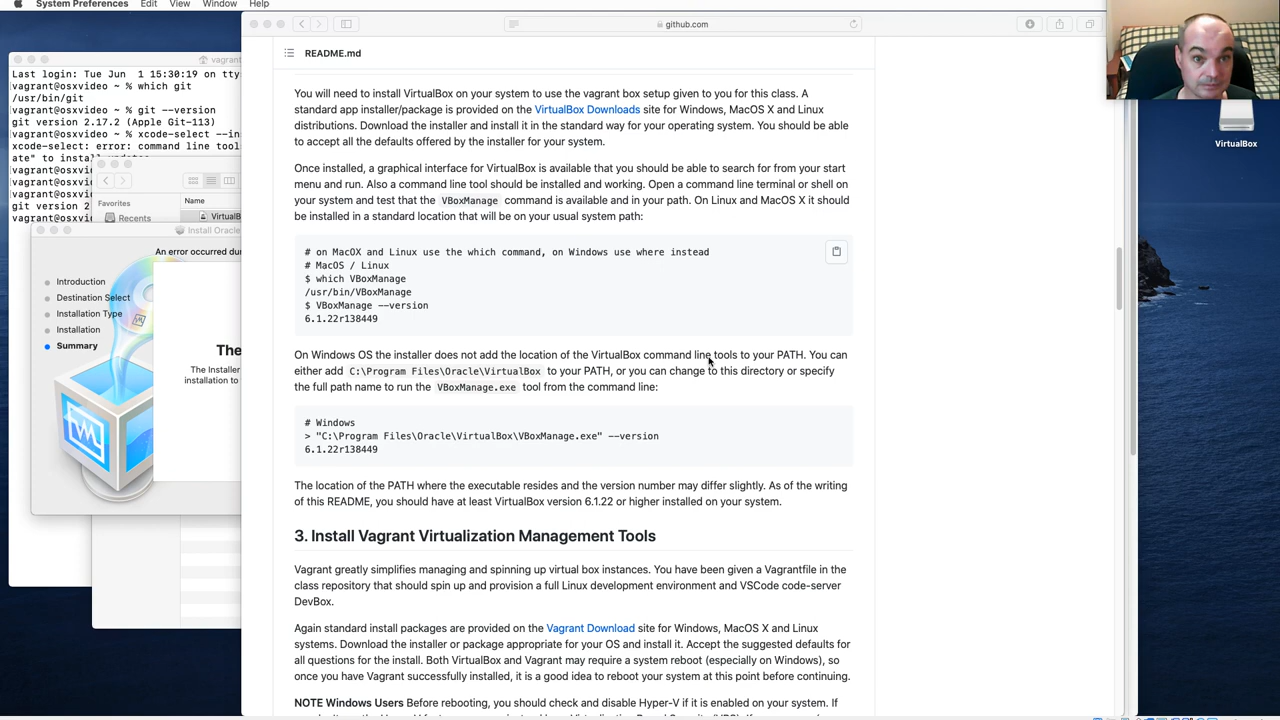 System Preferences Edit View Window Help
github.com
README.md
vagrant
Last login: Tue Jun 1 15:30:19 on tty
vagrant@osxvideo ~ % which git
/usr/bin/git
vagrant@osxvideo ~ % git --version
git version 2.17.2 (Apple Git-113)
vagrant@osxvideo ~ % xcode-select --in
xcode-select: error: command line tool
ate" to install
vagrant@osxvi
vagrant@osxvi
git version 2
vagrant@osxvi
Favorites
Recents
Name
VirtualB
Install Oracle
An error occurred du
Introduction
Destination Select
Installation Type
Installation
Summary
The
The Installer
installation to
You will need to install VirtualBox on your system to use the vagrant box setup given to you for this class. A
standard app installer/package is provided on the VirtualBox Downloads site for Windows, MacOS X and Linux
distributions. Download the installer and install it in the standard way for your operating system. You should be able
to accept all the defaults offered by the installer for your system.
Once installed, a graphical interface for VirtualBox is available that you should be able to search for from your start
menu and run. Also a command line tool should be installed and working. Open a command line terminal or shell on
your system and test that the VBoxManage command is available and in your path. On Linux and MacOS X it should
be installed in a standard location that will be on your usual system path:
# on MacOX and Linux use the which command, on Windows use where instead
# MacOS / Linux
$ which VBoxManage
/usr/bin/VBoxManage
$ VBoxManage --version
6.1.22r138449
On Windows OS the installer does not add the location of the VirtualBox command line tools to your PATH. You can
either add C:\Program Files\Oracle\VirtualBox to your PATH, or you can change to this directory or specify
the full path name to run the VBoxManage.exe tool from the command line:
# Windows
> "C:\Program Files\Oracle\VirtualBox\VBoxManage.exe" --version
6.1.22r138449
The location of the PATH where the executable resides and the version number may differ slightly. As of the writing
of this README, you should have at least VirtualBox version 6.1.22 or higher installed on your system.
3. Install Vagrant Virtualization Management Tools
Vagrant greatly simplifies managing and spinning up virtual box instances. You have been given a Vagrantfile in the
class repository that should spin up and provision a full Linux development environment and VSCode code-server
DevBox.
Again standard install packages are provided on the Vagrant Download site for Windows, MacOS X and Linux
systems. Download the installer or package appropriate for your OS and install it. Accept the suggested defaults for
all questions for the install. Both VirtualBox and Vagrant may require a system reboot (especially on Windows), so
once you have Vagrant successfully installed, it is a good idea to reboot your system at this point before continuing.
NOTE Windows Users Before rebooting, you should check and disable Hyper-V if it is enabled on your system. If
VirtualBox